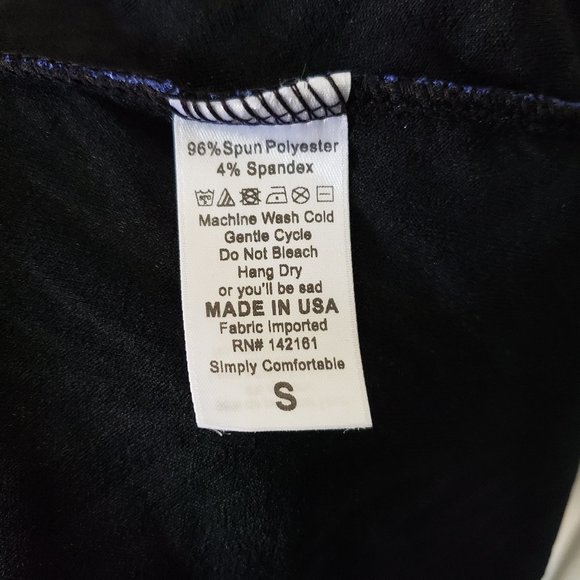 96%Spun Polyester
4% Spandex
Machine Wash Cold
Gentle Cycle
Do Not Bleach
Hang Dry
or you'll be sad
MADE IN USA
Fabric Imported
RN# 142161
Simply Comfortable
S